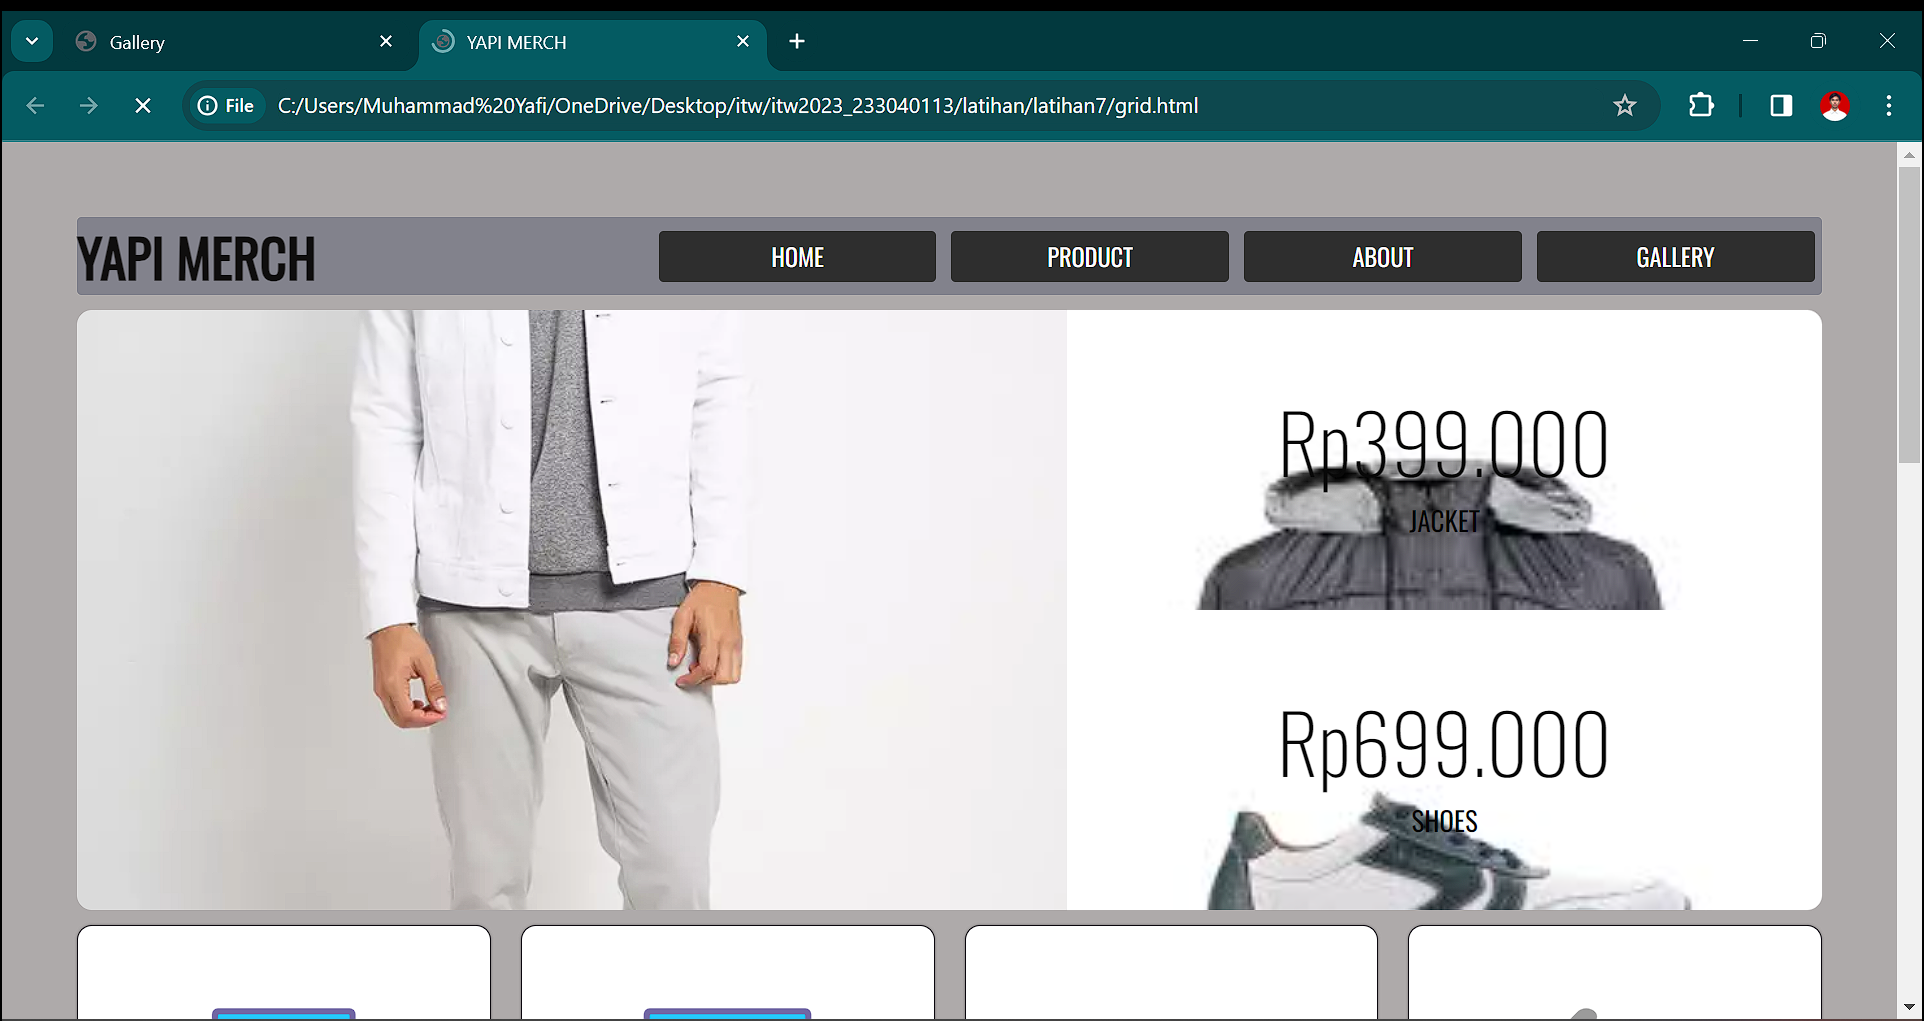 Gallery
YAPI MERCH
File
C:/Users/Muhammad%20Yafi/OneDrive/Desktop/itw/itw2023_233040113/latihan/latihan7/grid.html
YAPI MERCH
HOME
PRODUCT
ABOUT
GALLERY
Rp399.000
JACKET
Rp699.000
SHOES